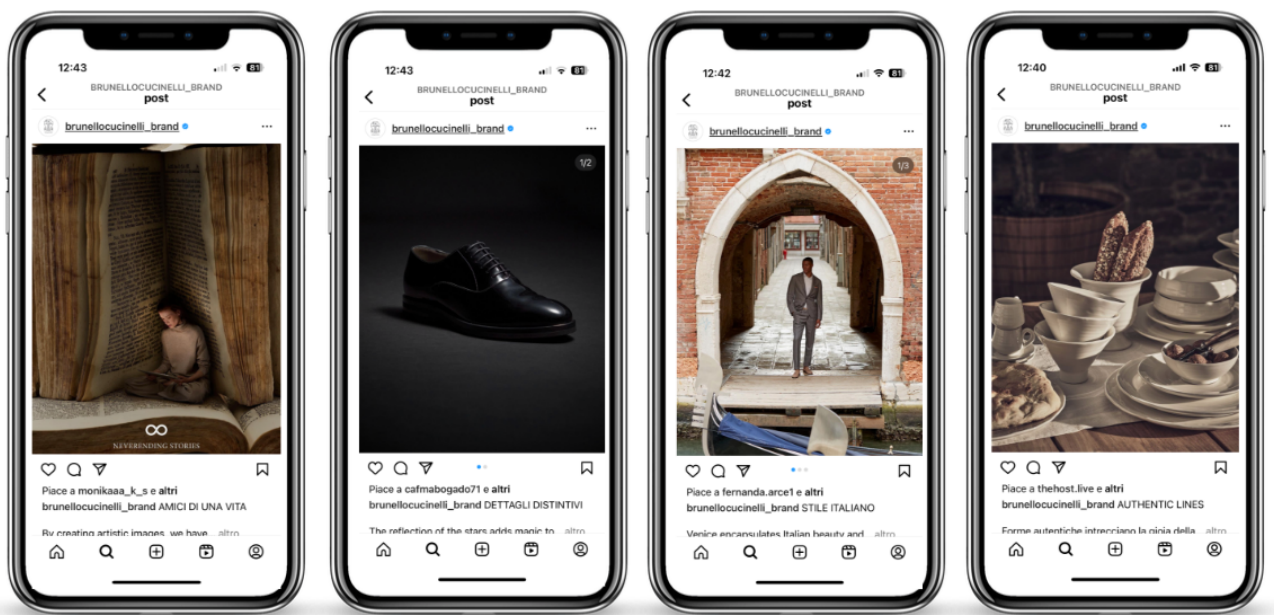 12:43
81
BRUNELLOCUCINELLI_BRAND
post
brunellocucinelli_brand
NEVERENDING STORIES
Piace a monikaaa_k_s e altri
brunellocucinelli_brand AMICI DI UNA VITA
By creating artistic images, we have... altro
12:43
81
BRUNELLOCUCINELLI_BRAND
post
brunellocucinelli_brand
1/2
Piace a cafmabogado71 e altri
brunellocucinelli_brand DETTAGLI DISTINTIVI
The reflection of the stars adds magic to... altro
12:42
81
BRUNELLOCUCINELLI_BRAND
post
brunellocucinelli_brand
1/3
Piace a fernanda.arce1 e altri
brunellocucinelli_brand STILE ITALIANO
Venice encapsulates Italian beauty and... altro
12:40
81
BRUNELLOCUCINELLI_BRAND
post
brunellocucinelli_brand
Piace a thehost.live e altri
brunellocucinelli_brand AUTHENTIC LINES
Forme autentiche intrecciano la gioia della... altro